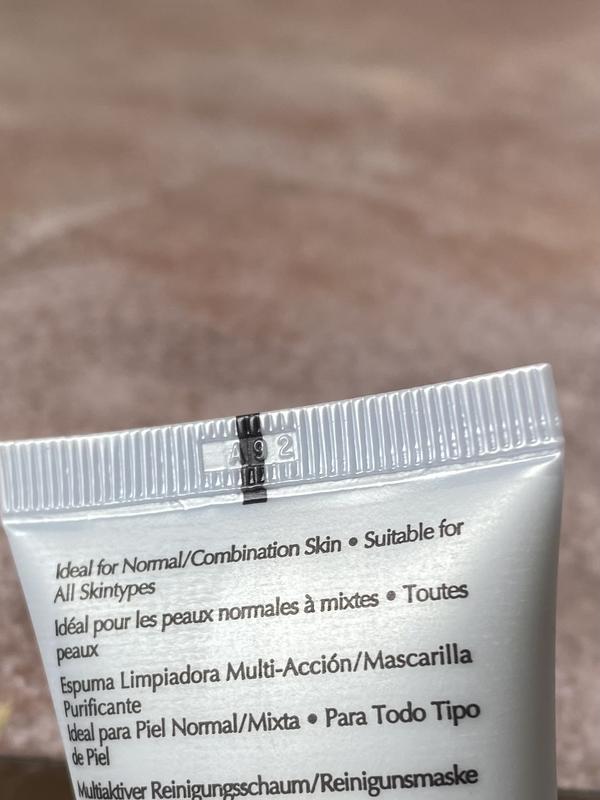 A92
Ideal for Normal/Combination Skin • Suitable for
All Skintypes
Idéal pour les peaux normales à mixtes • Toutes
peaux
Espuma Limpiadora Multi-Acción/Mascarilla
Purificante
Ideal para Piel Normal/Mixta • Para Todo Tipo
de Piel
Multiaktiver Reinigungsschaum/Reinigunsmaske